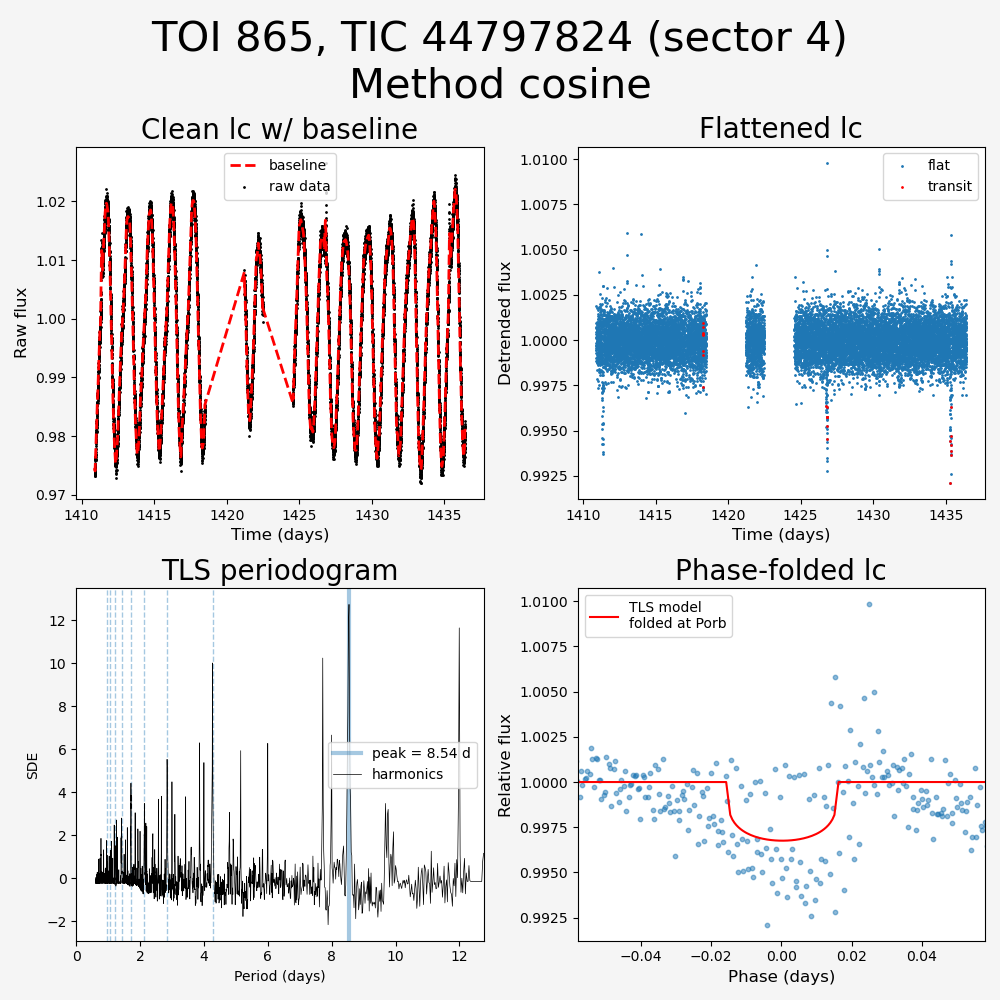 TOI 865, TIC 44797824 (sector 4)
Method cosine
Clean lc w/ baseline
baseline
raw data
1.02
1.01
1.00
0.99
0.98
0.97
Raw flux
1410
1415
1420
1425
1430
1435
Time (days)
Flattened lc
flat
transit
1.0100
1.0075
1.0050
1.0025
1.0000
0.9975
0.9950
0.9925
Detrended flux
1410
1415
1420
1425
1430
1435
Time (days)
TLS periodogram
peak = 8.54 d
harmonics
12
10
8
6
4
2
0
−2
SDE
0
2
4
6
8
10
12
Period (days)
Phase-folded lc
TLS model
folded at Porb
1.0100
1.0075
1.0050
1.0025
1.0000
0.9975
0.9950
0.9925
Relative flux
−0.04
−0.02
0.00
0.02
0.04
Phase (days)